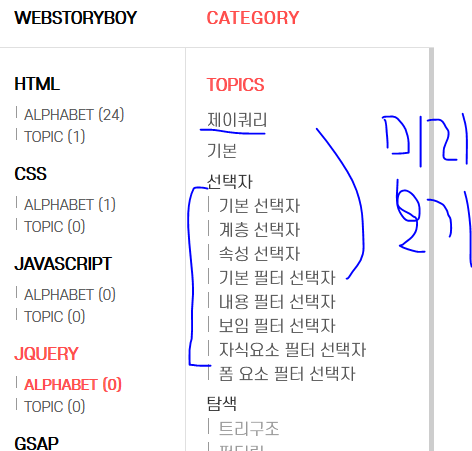 WEBSTORYBOY
HTML
ALPHABET (24)
TOPIC (1)
CSS
ALPHABET (1)
TOPIC (0)
JAVASCRIPT
ALPHABET (0)
TOPIC (0)
JQUERY
ALPHABET (0)
TOPIC (0)
GSAP
CATEGORY
TOPICS
제이쿼리
기본
선택자
기본 선택자
계층 선택자
속성 선택자
기본 필터 선택자
내용 필터 선택자
보임 필터 선택자
자식요소 필터 선택자
폼 요소 필터 선택자
탐색
트리구조
미리